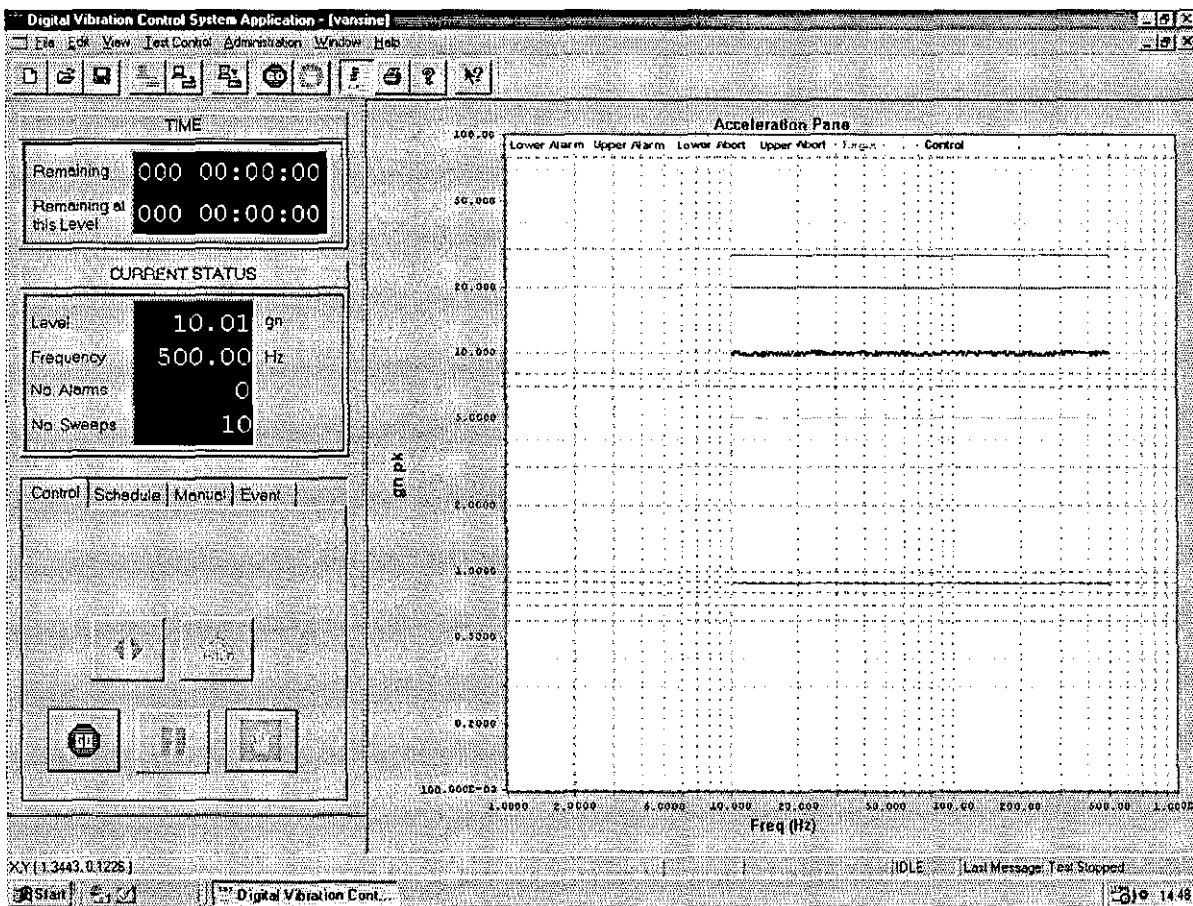 Digital Vibration Control System Application - [vansine]
File Edit View Test Control Administration Window Help
TIME
Remaining 000 00:00:00
Remaining at this Level 000 00:00:00
CURRENT STATUS
Level 10.01 gn
Frequency 500.00 Hz
No. Alarms 0
No. Sweeps 10
Control Schedule Manual Event
Acceleration Pane
Lower Alarm Upper Alarm Lower Abort Upper Abort Control
100.00
50.000
20.000
10.000
5.0000
2.0000
1.0000
0.5000
0.2000
100.000E-03
gn pk
1.0000 2.0000 4.0000 10.000 20.000 50.000 100.00 200.00 500.00
Freq (Hz)
X,Y ( 1.3443, 0.1226 )
IDLE
Last Message: Test Stopped
Start
Digital Vibration Cont...
14:48